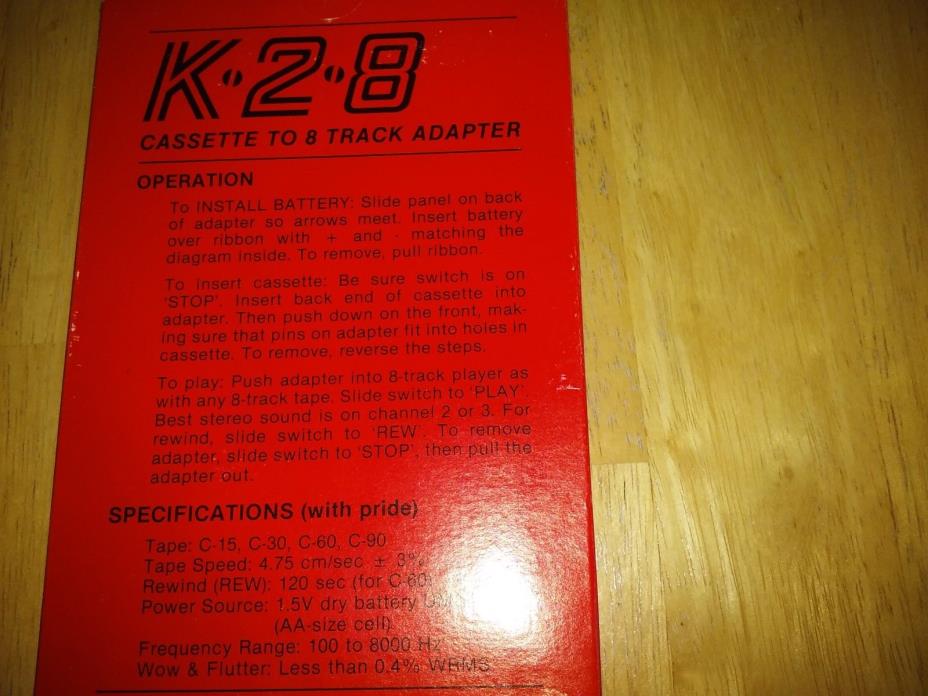 K•2•8
CASSETTE TO 8 TRACK ADAPTER
OPERATION
To INSTALL BATTERY: Slide panel on back
of adapter so arrows meet. Insert battery
over ribbon with + and - matching the
diagram inside. To remove, pull ribbon.
To insert cassette: Be sure switch is on
'STOP'. Insert back end of cassette into
adapter. Then push down on the front, mak-
ing sure that pins on adapter fit into holes in
cassette. To remove, reverse the steps.
To play: Push adapter into 8-track player as
with any 8-track tape. Slide switch to 'PLAY'.
Best stereo sound is on channel 2 or 3. For
rewind, slide switch to 'REW'. To remove
adapter, slide switch to 'STOP', then pull the
adapter out.
SPECIFICATIONS (with pride)
Tape: C-15, C-30, C-60, C-90
Tape Speed: 4.75 cm/sec ± 3%
Rewind (REW): 120 sec (for C-60)
Power Source: 1.5V dry battery
(AA-size cell)
Frequency Range: 100 to 8000 Hz
Wow & Flutter: Less than 0.4% WRMS